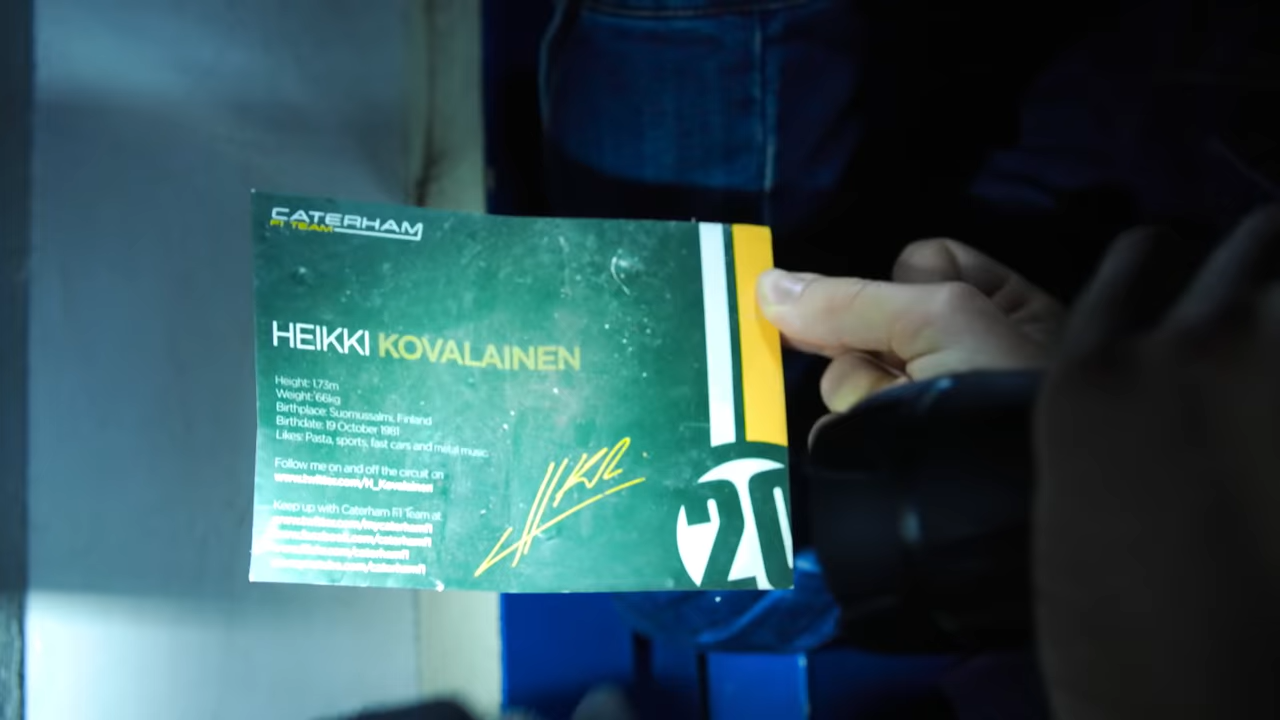 CATERHAM
F1 TEAM
HEIKKI KOVALAINEN
Height: 1.73m
Weight: 66kg
Birthplace: Suomussalmi, Finland
Birthdate: 19 October 1981
Likes: Pasta, sports, fast cars and metal music
Follow me on and off the circuit on
www.twitter.com/H_Kovalainen
Keep up with Caterham F1 Team at
20